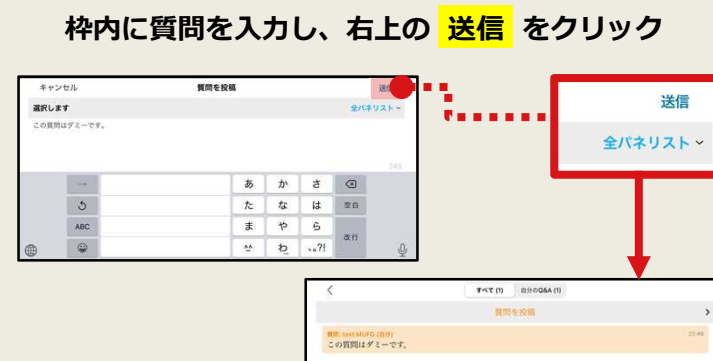 枠内に質問を入力し、右上の 送信 をクリック
キャンセル 質問を投稿 送信
選択します 全パネリスト
この質問はダミーです。
245
→ あ か さ
た な は 空白
ABC ま や ら 改行
^^ わ 、。?!
送信
全パネリスト
すべて (1) 自分のQ&A (1)
質問を投稿
質問: test MUFG (自分) 23:49
この質問はダミーです。